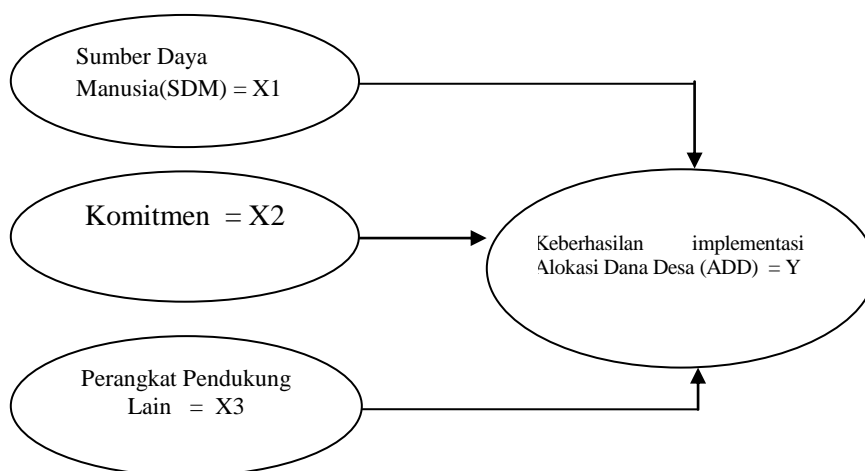 Sumber Daya
Manusia(SDM) = X1
Komitmen = X2
Keberhasilan implementasi
Alokasi Dana Desa (ADD) = Y
Perangkat Pendukung
Lain = X3